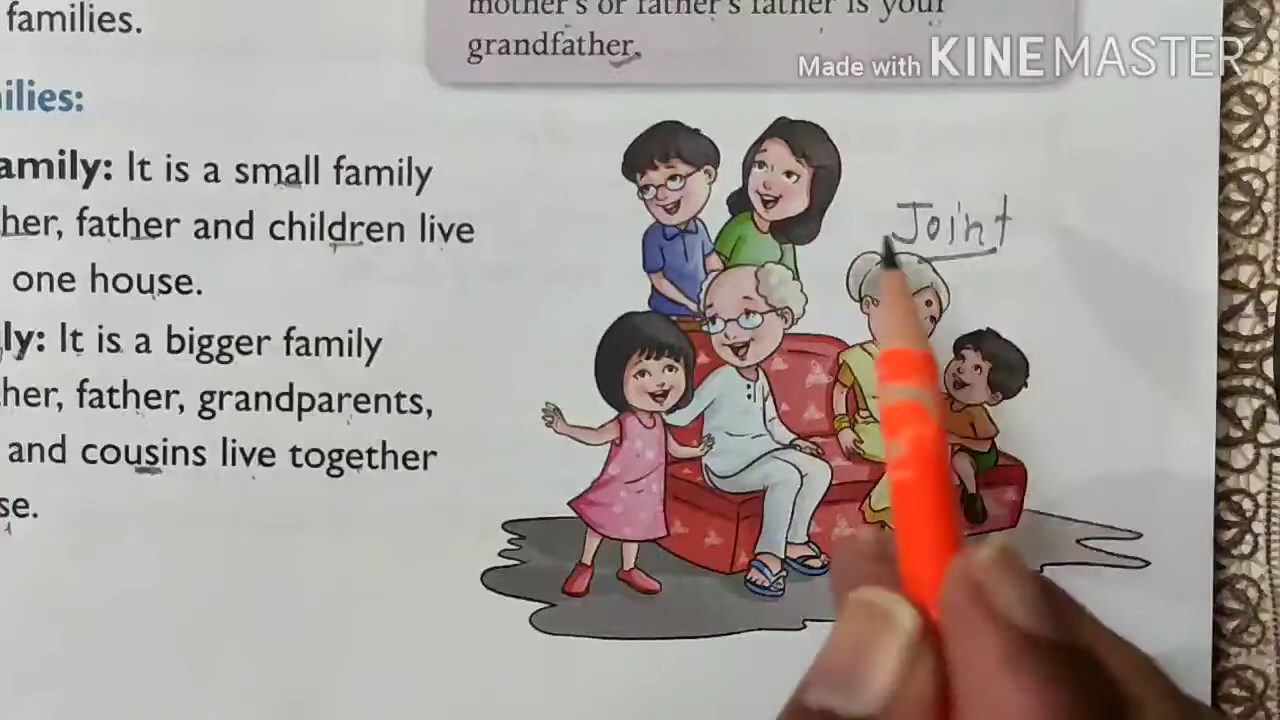 mother's or father's father is your
grandfather.
Made with KINEMASTER
families.
ilies:
amily: It is a small family
her, father and children live
one house.
ly: It is a bigger family
her, father, grandparents,
and cousins live together
se.
Joint